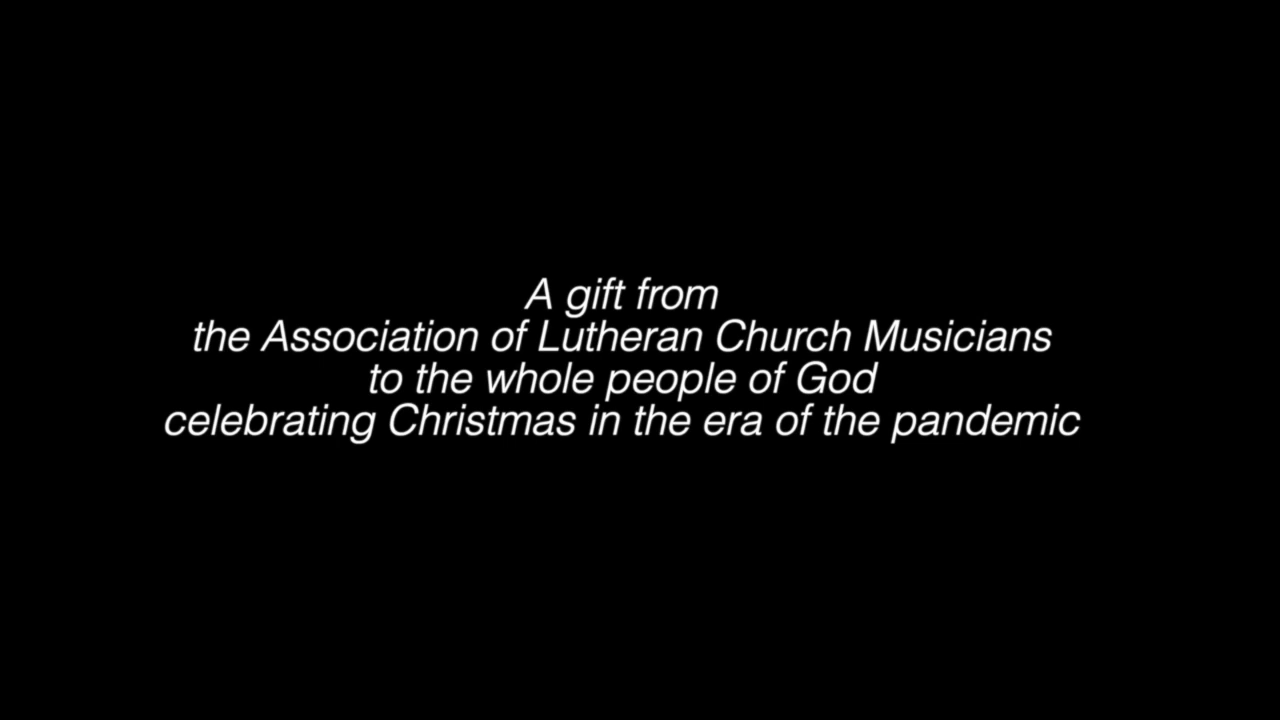 A gift from
the Association of Lutheran Church Musicians
to the whole people of God
celebrating Christmas in the era of the pandemic